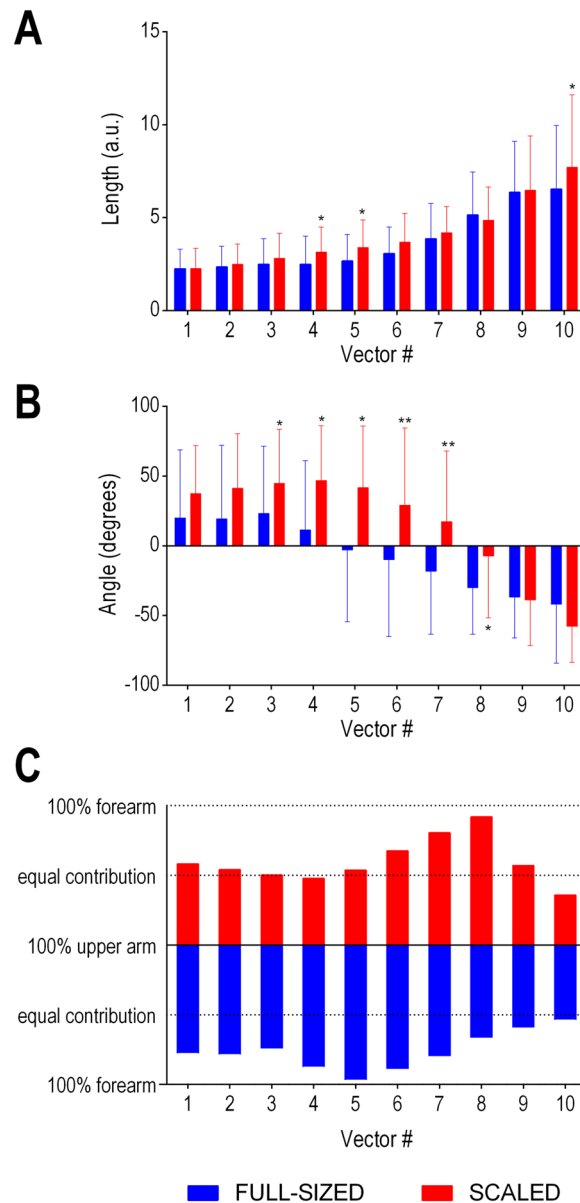 A
15
10
5
0
Length (a.u.)
* * *
1 2 3 4 5 6 7 8 9 10
Vector #
B
100
50
0
-50
-100
Angle (degrees)
* * * ** ** *
1 2 3 4 5 6 7 8 9 10
Vector #
C
100% forearm
equal contribution
100% upper arm
equal contribution
100% forearm
1 2 3 4 5 6 7 8 9 10
Vector #
FULL-SIZED SCALED